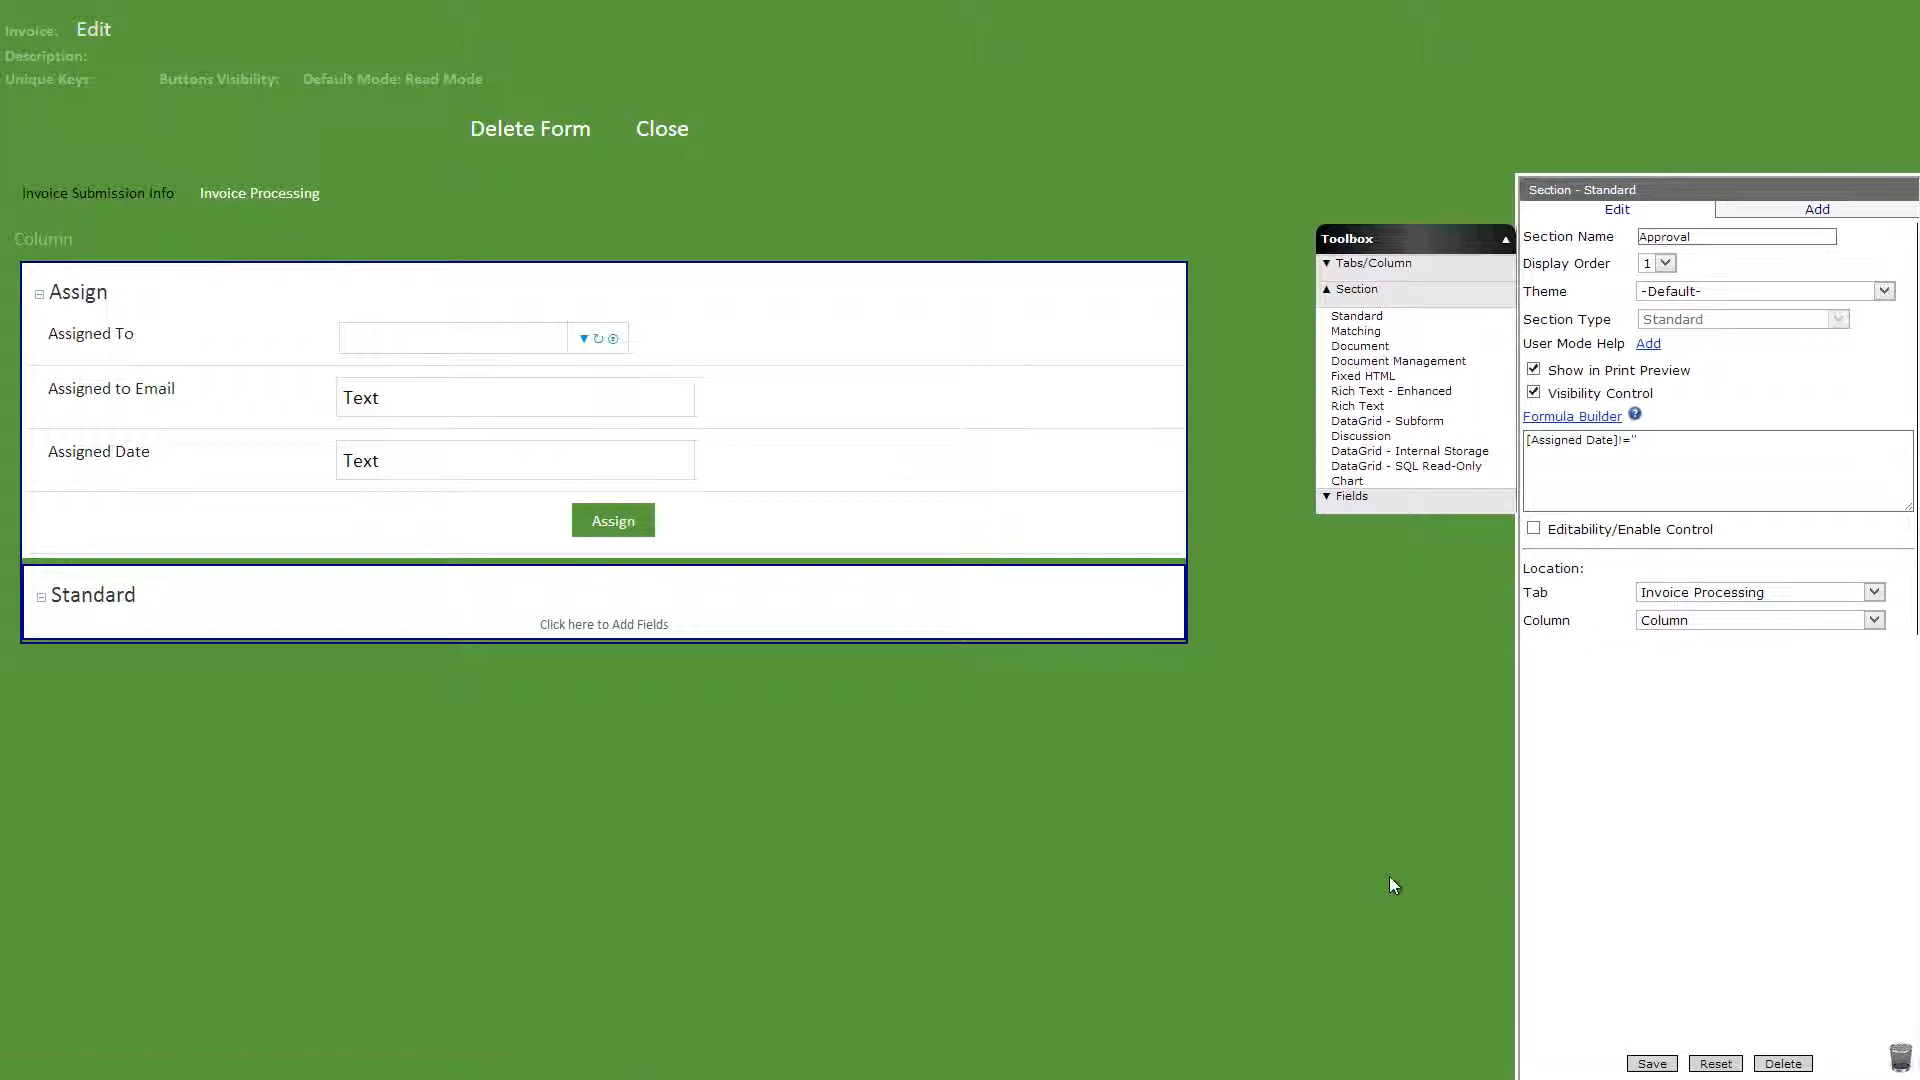 Invoice: Edit
Description:
Unique Keys: Buttons Visibility: Default Mode: Read Mode
Delete Form Close
Invoice Submission Info Invoice Processing
Column
Assign
Assigned To
Assigned to Email Text
Assigned Date Text
Assign
Standard
Click here to Add Fields
Toolbox
Tabs/Column
Section
Standard
Matching
Document
Document Management
Fixed HTML
Rich Text - Enhanced
Rich Text
DataGrid - Subform
Discussion
DataGrid - Internal Storage
DataGrid - SQL Read-Only
Chart
Fields
Section - Standard
Edit Add
Section Name Approval
Display Order 1
Theme -Default-
Section Type Standard
User Mode Help Add
Show in Print Preview
Visibility Control
Formula Builder ?
[Assigned Date]!=''
Editability/Enable Control
Location:
Tab Invoice Processing
Column Column
Save Reset Delete